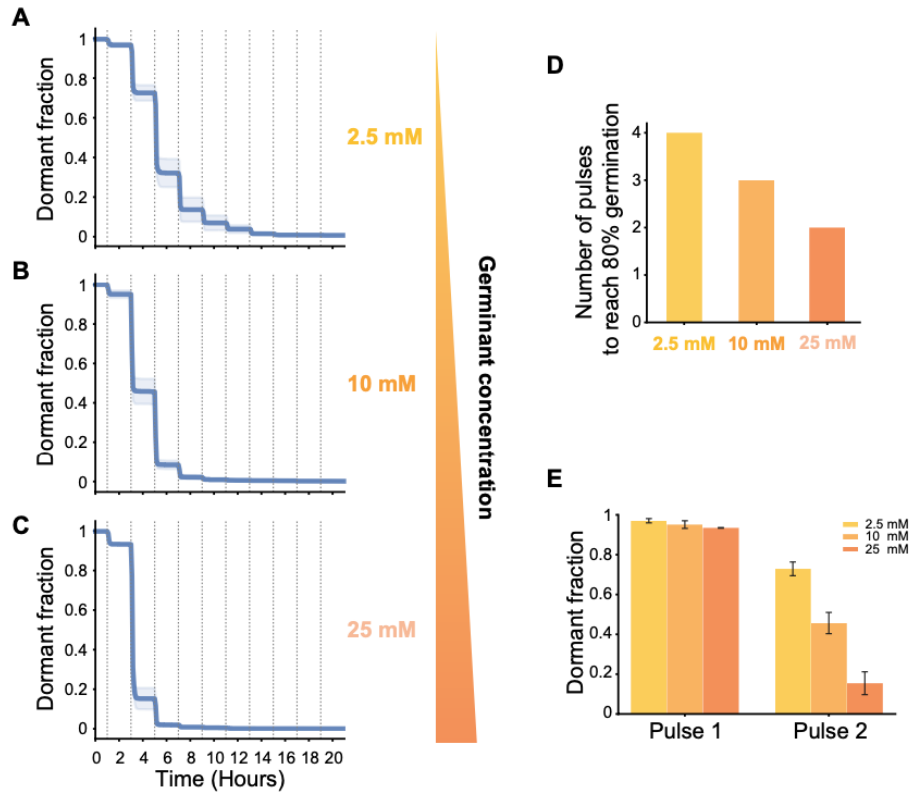 A
Dormant fraction
1
0.8
0.6
0.4
0.2
0
2.5 mM
B
Dormant fraction
1
0.8
0.6
0.4
0.2
0
10 mM
C
Dormant fraction
1
0.8
0.6
0.4
0.2
0
25 mM
0 2 4 6 8 10 12 14 16 18 20
Time (Hours)
Germinant concentration
D
Number of pulses
to reach 80% germination
4
3
2
1
0
2.5 mM 10 mM 25 mM
E
Dormant fraction
1
0.8
0.6
0.4
0.2
0
2.5 mM
10 mM
25 mM
Pulse 1 Pulse 2